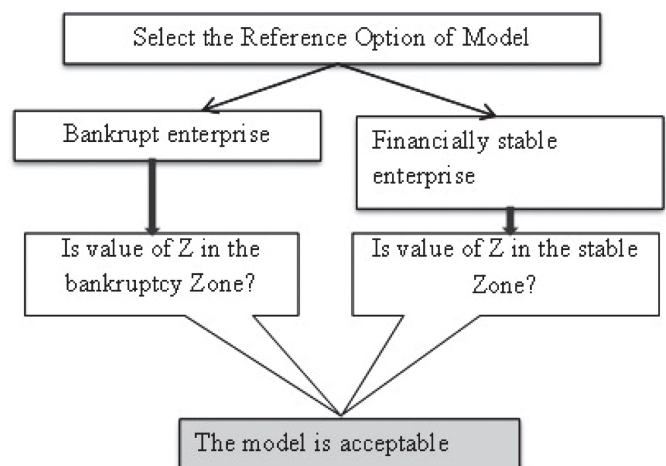 Select the Reference Option of Model
Bankrupt enterprise
Financially stable
enterprise
Is value of Z in the
bankruptcy Zone?
Is value of Z in the stable
Zone?
The model is acceptable